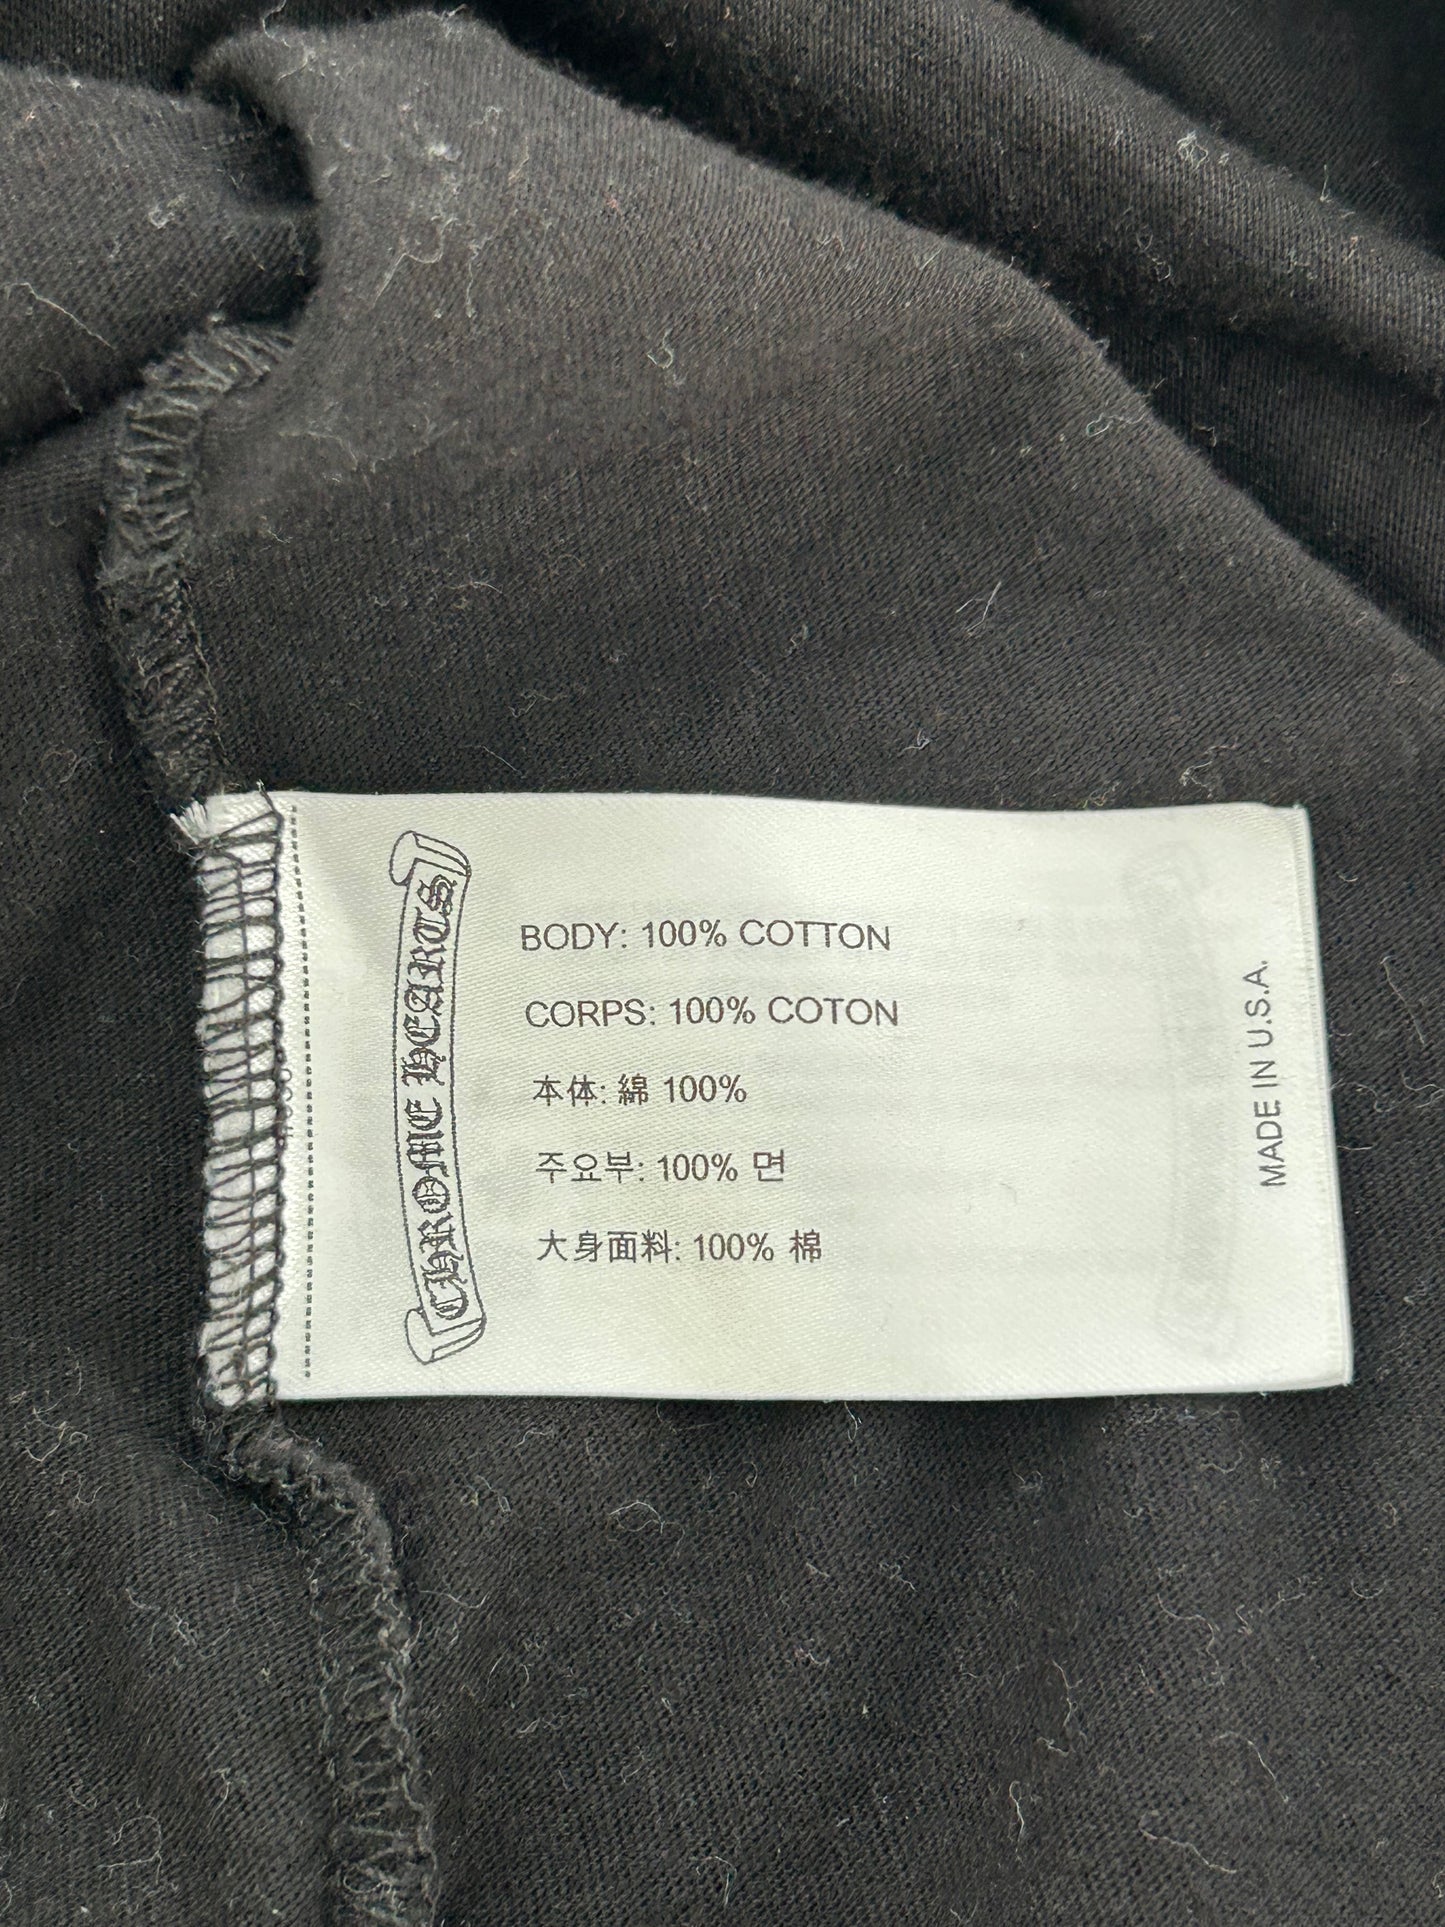 CHROME HEARTS
BODY: 100% COTTON
CORPS: 100% COTON
本体: 綿 100%
주요부: 100% 면
大身面料: 100% 棉
MADE IN U.S.A.